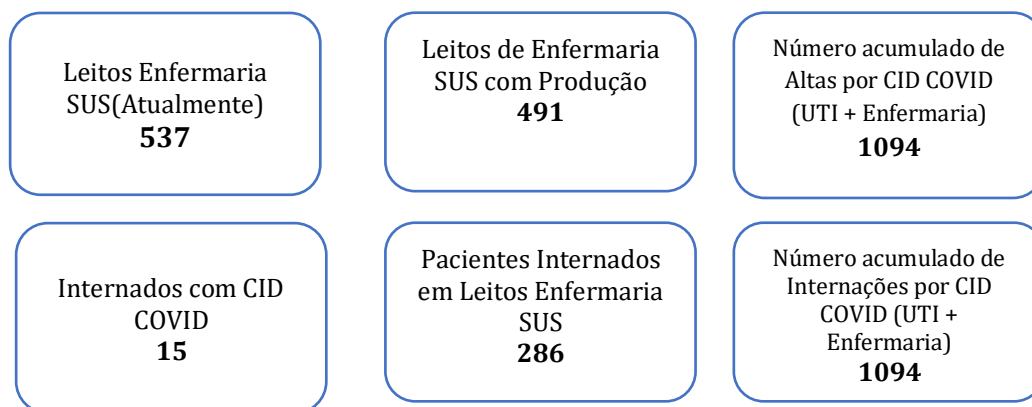 Leitos Enfermaria
SUS(Atualmente)
537
Leitos de Enfermaria
SUS com Produção
491
Número acumulado de
Altas por CID COVID
(UTI + Enfermaria)
1094
Internados com CID
COVID
15
Pacientes Internados
em Leitos Enfermaria
SUS
286
Número acumulado de
Internações por CID
COVID (UTI +
Enfermaria)
1094